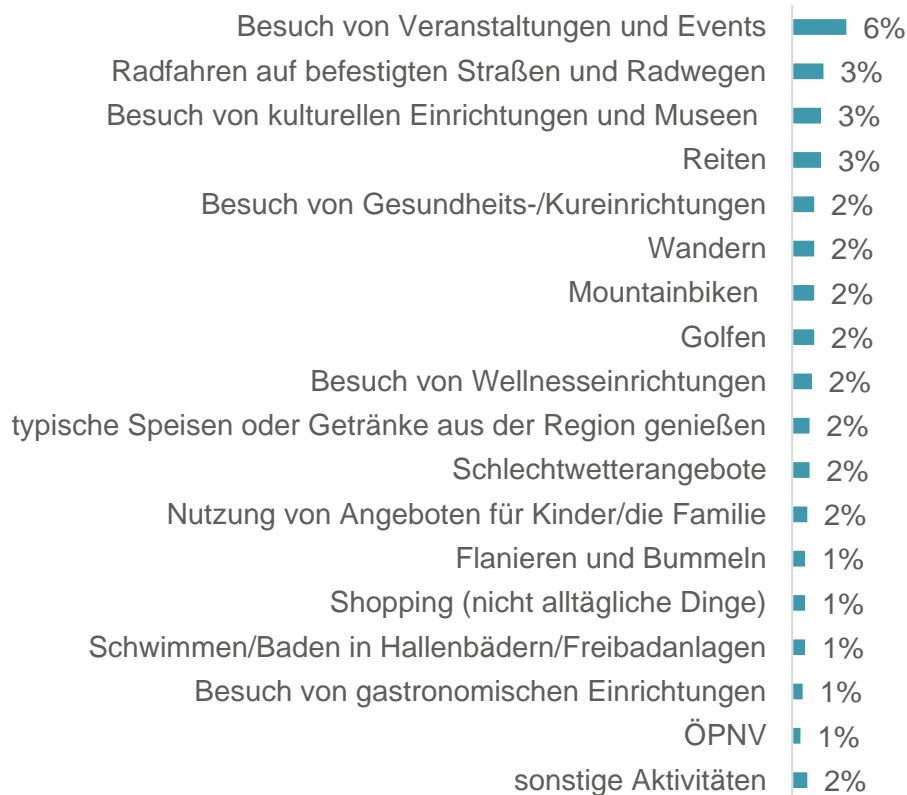 Besuch von Veranstaltungen und Events 6%
Radfahren auf befestigten Straßen und Radwegen 3%
Besuch von kulturellen Einrichtungen und Museen 3%
Reiten 3%
Besuch von Gesundheits-/Kureinrichtungen 2%
Wandern 2%
Mountainbiken 2%
Golfen 2%
Besuch von Wellnesseinrichtungen 2%
typische Speisen oder Getränke aus der Region genießen 2%
Schlechtwetterangebote 2%
Nutzung von Angeboten für Kinder/die Familie 2%
Flanieren und Bummeln 1%
Shopping (nicht alltägliche Dinge) 1%
Schwimmen/Baden in Hallenbädern/Freibadanlagen 1%
Besuch von gastronomischen Einrichtungen 1%
ÖPNV 1%
sonstige Aktivitäten 2%